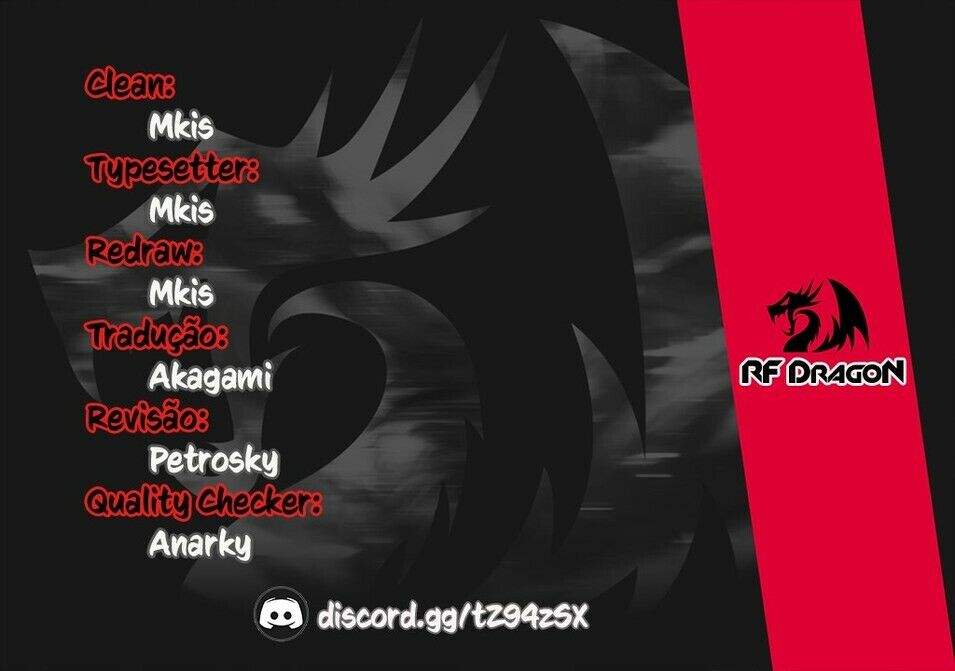 Clean:
Mkis
Typesetter:
Mkis
Redraw:
Mkis
Tradução:
Akagami
Revisão:
Petrosky
Quality Checker:
Anarky
RF DRAGON
discord.gg/tZ94zSX